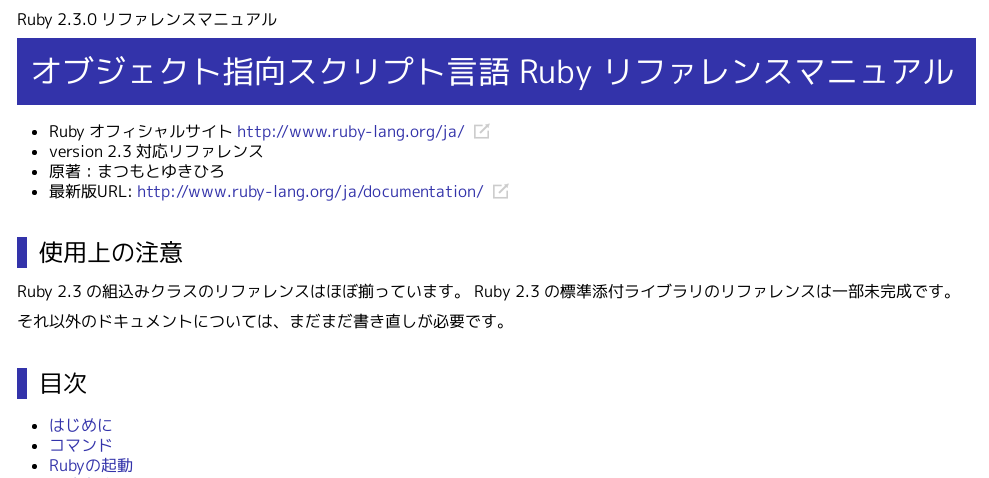 Ruby 2.3.0 リファレンスマニュアル
オブジェクト指向スクリプト言語 Ruby リファレンスマニュアル
Ruby オフィシャルサイト http://www.ruby-lang.org/ja/
version 2.3 対応リファレンス
原著：まつもとゆきひろ
最新版URL: http://www.ruby-lang.org/ja/documentation/
使用上の注意
Ruby 2.3 の組込みクラスのリファレンスはほぼ揃っています。 Ruby 2.3 の標準添付ライブラリのリファレンスは一部未完成です。
それ以外のドキュメントについては、まだまだ書き直しが必要です。
目次
はじめに
コマンド
Rubyの起動